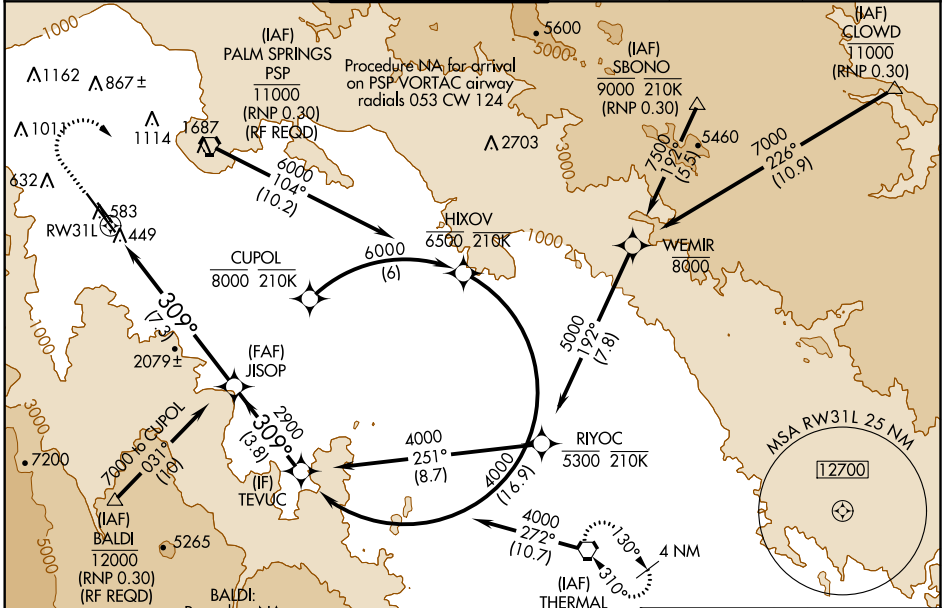 1000
1162
867 ±
1017
1114
632
1687
(IAF)
PALM SPRINGS
PSP
11000
(RNP 0.30)
(RF REQD)
Procedure NA for arrival
on PSP VORTAC airway
radials 053 CW 124
5600
5000
2703
3000
(IAF)
SBONO
9000 210K
(RNP 0.30)
5460
(IAF)
CLOWD
11000
(RNP 0.30)
7000
226°
(10.9)
7500
192°
(5.5)
6000
104°
(10.2)
583
RW31L
449
HIXOV
6500 210K
1000
WEMIR
8000
CUPOL
8000 210K
6000
(6)
309°
(7.3)
1000
2079±
(FAF)
JISOP
5000
192°
(7.8)
3000
7200
7000 to CUPOL
031°
(10)
2900
309°
(3.8)
(IF)
TEVUC
4000
251°
(8.7)
RIYOC
5300 210K
4000
(16.9)
MSA RW31L 25 NM
12700
(IAF)
BALDI
12000
(RNP 0.30)
(RF REQD)
5265
5000
4000
272°
(10.7)
130°
310°
4 NM
(IAF)
THERMAL
BALDI: